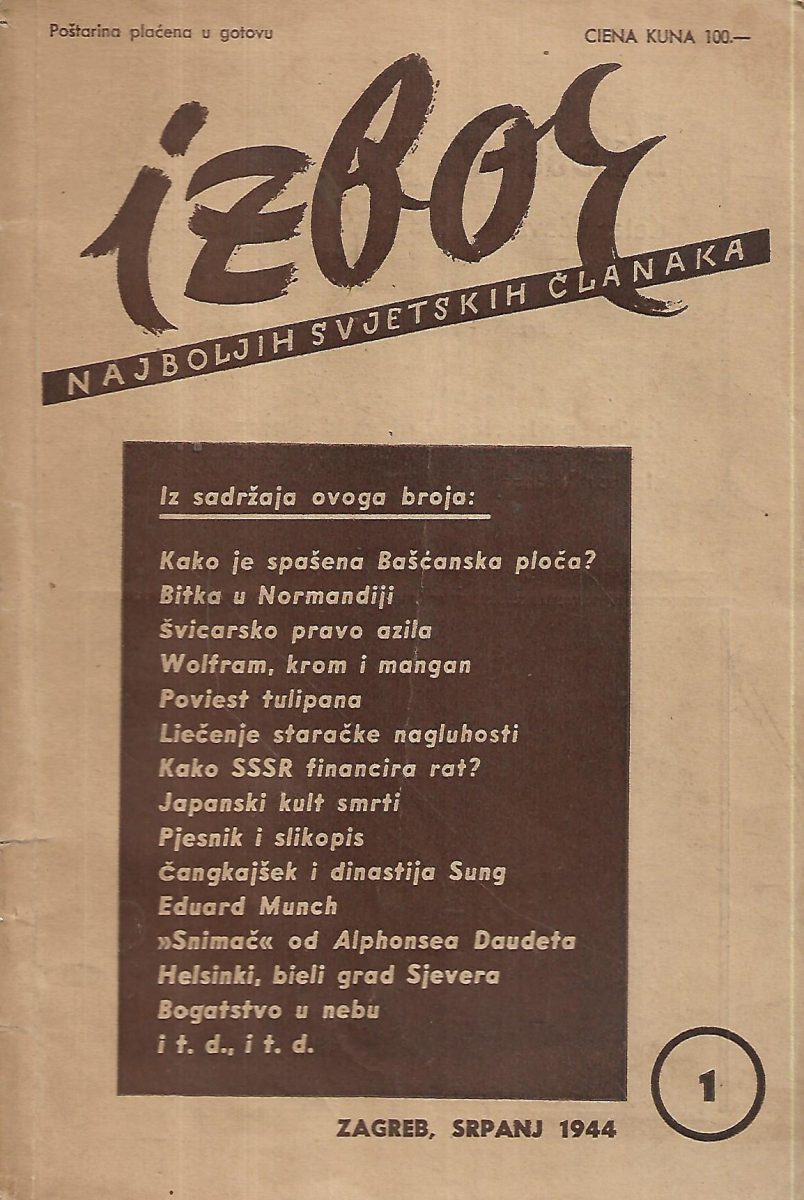 Poštarina plaćena u gotovu
CIENA KUNA 100.—
izbor
NAJBOLJIH SVJETSKIH ČLANAKA
Iz sadržaja ovoga broja:
Kako je spašena Bašćanska ploča?
Bitka u Normandiji
Švicarsko pravo azila
Wolfram, krom i mangan
Poviest tulipana
Liečenje staračke nagluhosti
Kako SSSR financira rat?
Japanski kult smrti
Pjesnik i slikopis
Čangkajšek i dinastija Sung
Eduard Munch
»Snimač« od Alphonsea Daudeta
Helsinki, bieli grad Sjevera
Bogatstvo u nebu
i t. d., i t. d.
1
ZAGREB, SRPANJ 1944